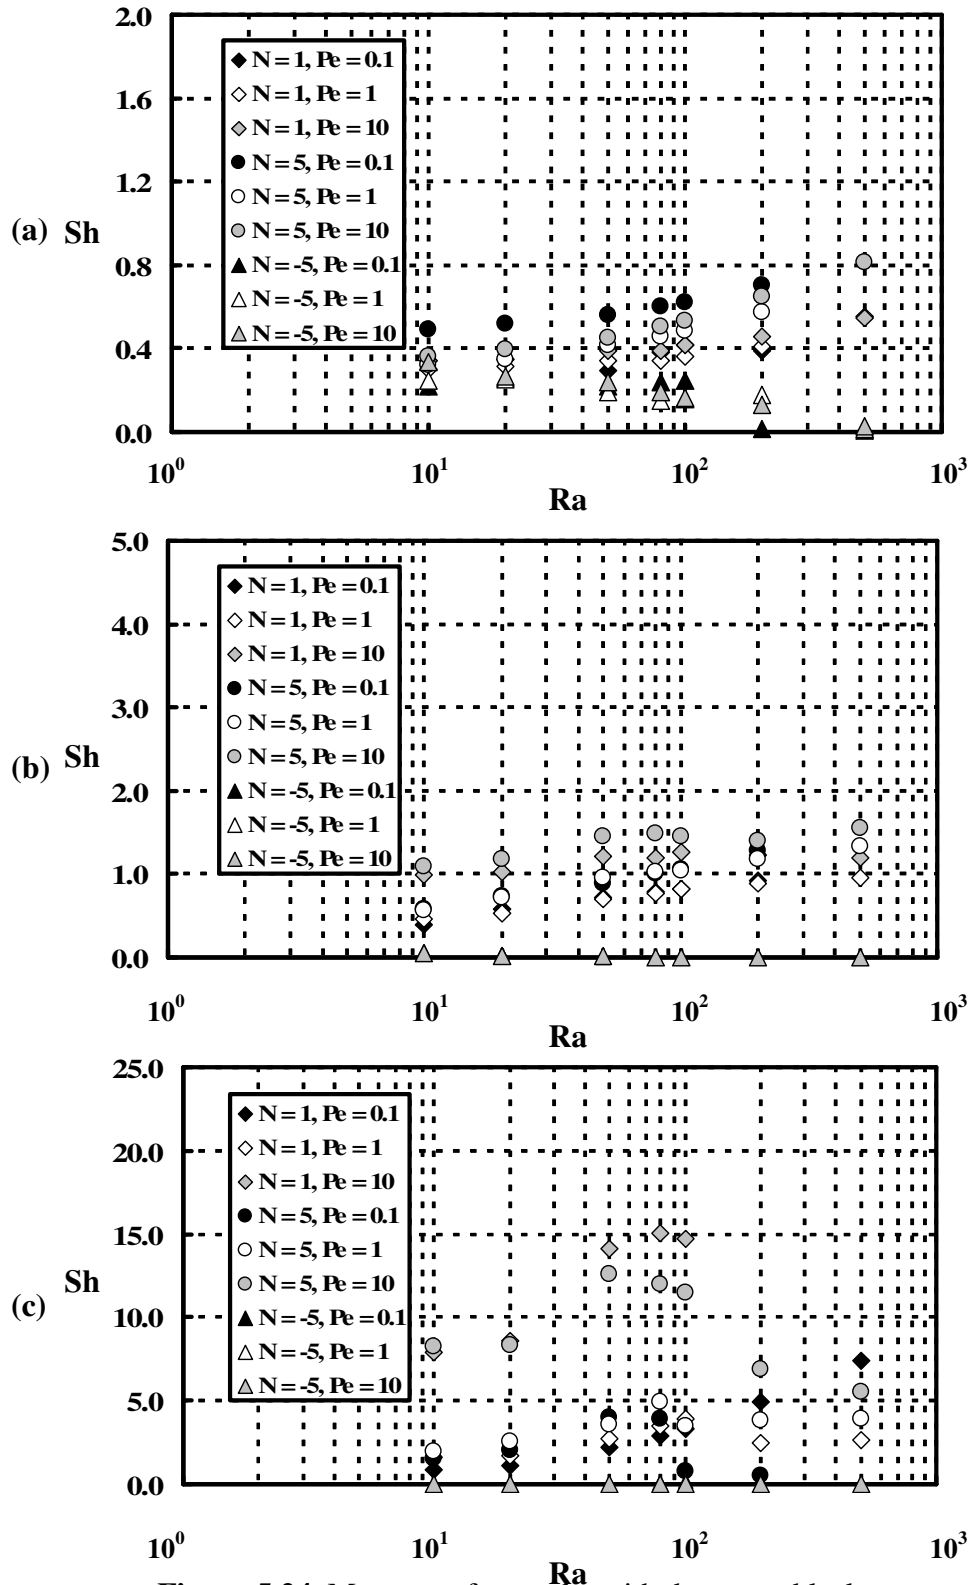 2.0
N = 1, Pe = 0.1
N = 1, Pe = 1
1.6
N = 1, Pe = 10
N = 5, Pe = 0.1
1.2
N = 5, Pe = 1
(a) Sh
N = 5, Pe = 10
0.8
N = -5, Pe = 0.1
N = -5, Pe = 1
N = -5, Pe = 10
0.4
0.0
10^0 10^1 10^2 10^3
Ra
5.0
N = 1, Pe = 0.1
N = 1, Pe = 1
4.0
N = 1, Pe = 10
N = 5, Pe = 0.1
3.0
N = 5, Pe = 1
(b) Sh
N = 5, Pe = 10
2.0
N = -5, Pe = 0.1
N = -5, Pe = 1
N = -5, Pe = 10
1.0
0.0
10^0 10^1 10^2 10^3
Ra
25.0
N = 1, Pe = 0.1
N = 1, Pe = 1
20.0
N = 1, Pe = 10
N = 5, Pe = 0.1
15.0
N = 5, Pe = 1
(c) Sh
N = 5, Pe = 10
10.0
N = -5, Pe = 0.1
N = -5, Pe = 1
N = -5, Pe = 10
5.0
0.0
10^0 10^1 10^2 10^3
Ra